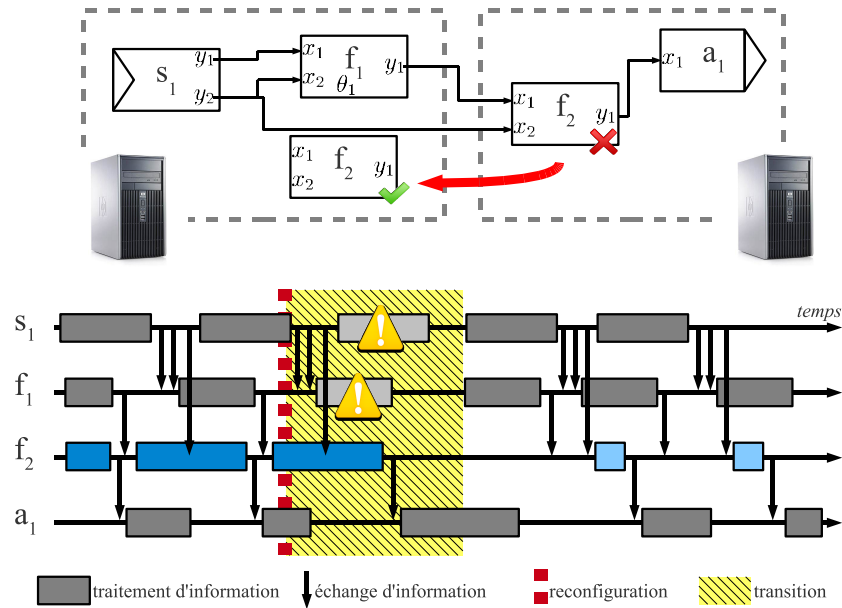 s₁ y₁ y₂
x₁ x₂ f₁ θ₁ y₁
x₁ x₂ f₂ y₁
x₁ x₂ f₂ y₁
x₁ a₁
temps
s₁
f₁
f₂
a₁
traitement d'information
échange d'information
reconfiguration
transition